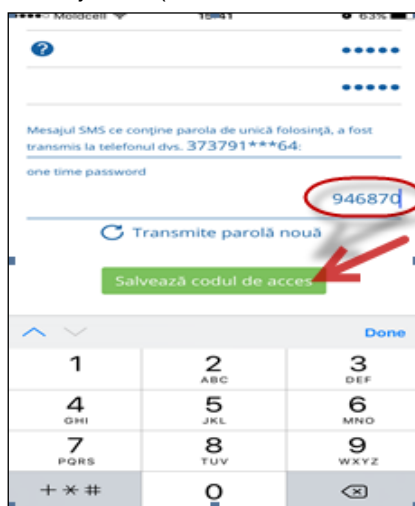 Moldcell 15:41 63%
?
•••••
•••••
Mesajul SMS ce conține parola de unică folosință, a fost
transmis la telefonul dvs. 373791***64:
one time password
946870
Transmite parolă nouă
Salvează codul de acces
Done
1 2 3
ABC DEF
4 5 6
GHI JKL MNO
7 8 9
PQRS TUV WXYZ
+ * # 0